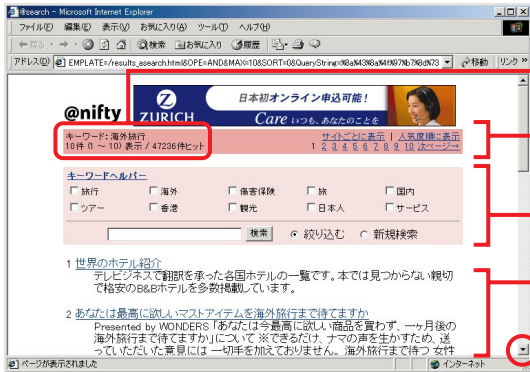 @search - Microsoft Internet Explorer
ファイル(F) 編集(E) 表示(V) お気に入り(A) ツール(T) ヘルプ(H)
戻る 検索 お気に入り 履歴
アドレス(D) EMPLATE=/results_asearch.html&OPE=AND&MAX=10&SORT=0&QueryString=%8a%43%8a%4f%97%b7%8d%73 移動 リンク »
@nifty
ZURICH
日本初オンライン申込可能!
Care いつも、あなたのことを
キーワード: 海外旅行
10件 (1 ～ 10) 表示 / 47236件ヒット
サイトごとに表示 | 人気度順に表示
1 2 3 4 5 6 7 8 9 10 次ページ→
キーワードヘルパー
旅行 海外 傷害保険 旅 国内
ツアー 香港 観光 日本人 サービス
検索 絞り込む 新規検索
1 世界のホテル紹介
テレビジネスで翻訳を承った各国ホテルの一覧です。本では見つからない親切
で格安のB&Bホテルを多数掲載しています。
2 あなたは最高に欲しいマストアイテムを海外旅行まで待てますか
Presented by WONDERS「あなたは今最高に欲しい商品を買わず、一ヶ月後の
海外旅行まで待てますか」について ※できるだけ、ナマの声を生かすため、送
っていただいた意見には 一切手を加えておりません。 海外旅行まで待つ 女性
ページが表示されました インターネット